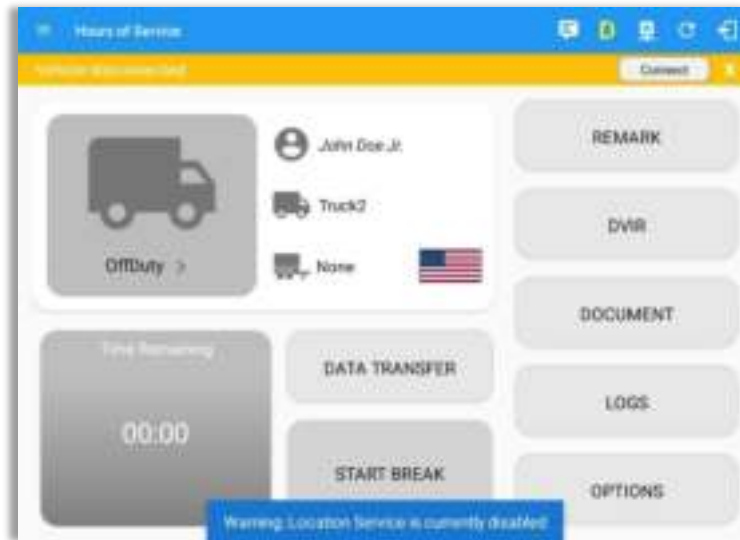 Hours of Service
Vehicle disconnected
Connect
X
John Doe Jr.
Truck2
None
OffDuty >
REMARK
DVIR
DOCUMENT
LOGS
OPTIONS
Time Remaining
00:00
DATA TRANSFER
START BREAK
Warning: Location Service is currently disabled